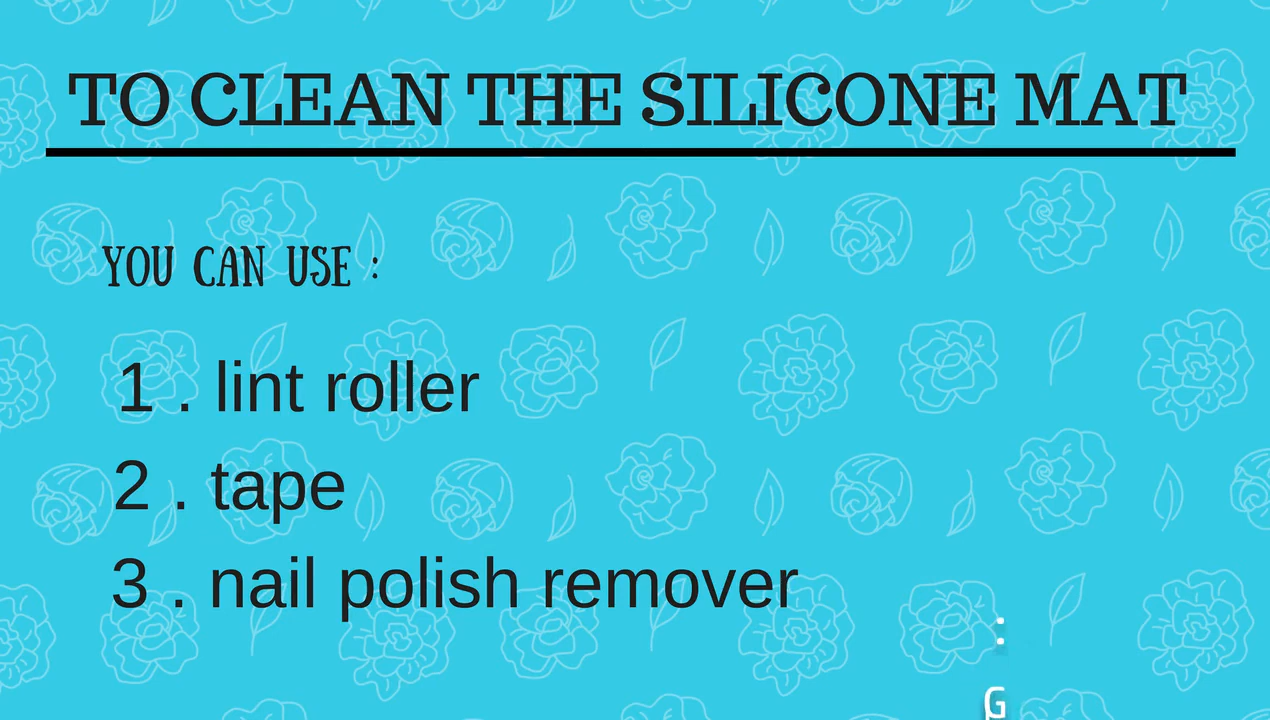 TO CLEAN THE SILICONE MAT
YOU CAN USE :
1 . lint roller
2 . tape
3 . nail polish remover
:
G